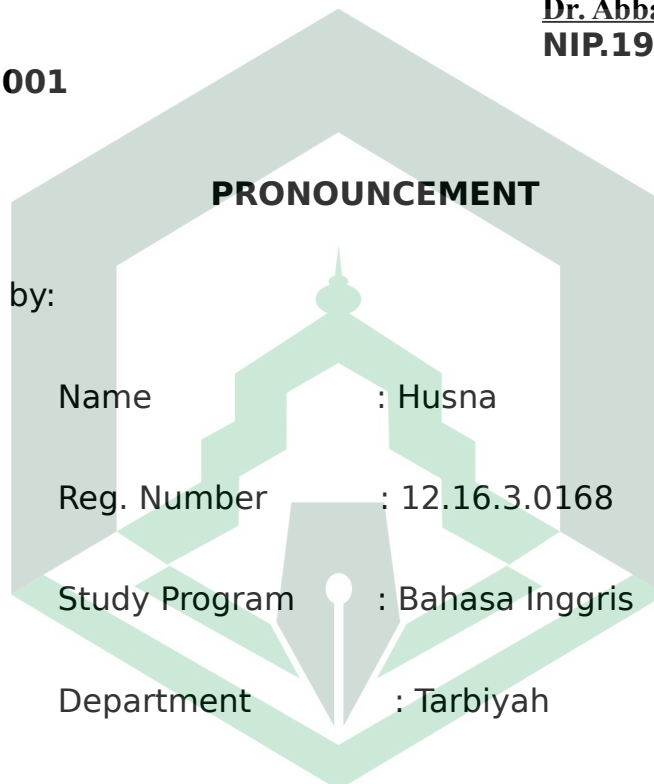 Dr. Abba
NIP.19
001
PRONOUNCEMENT
by:
Name : Husna
Reg. Number : 12.16.3.0168
Study Program : Bahasa Inggris
Department : Tarbiyah